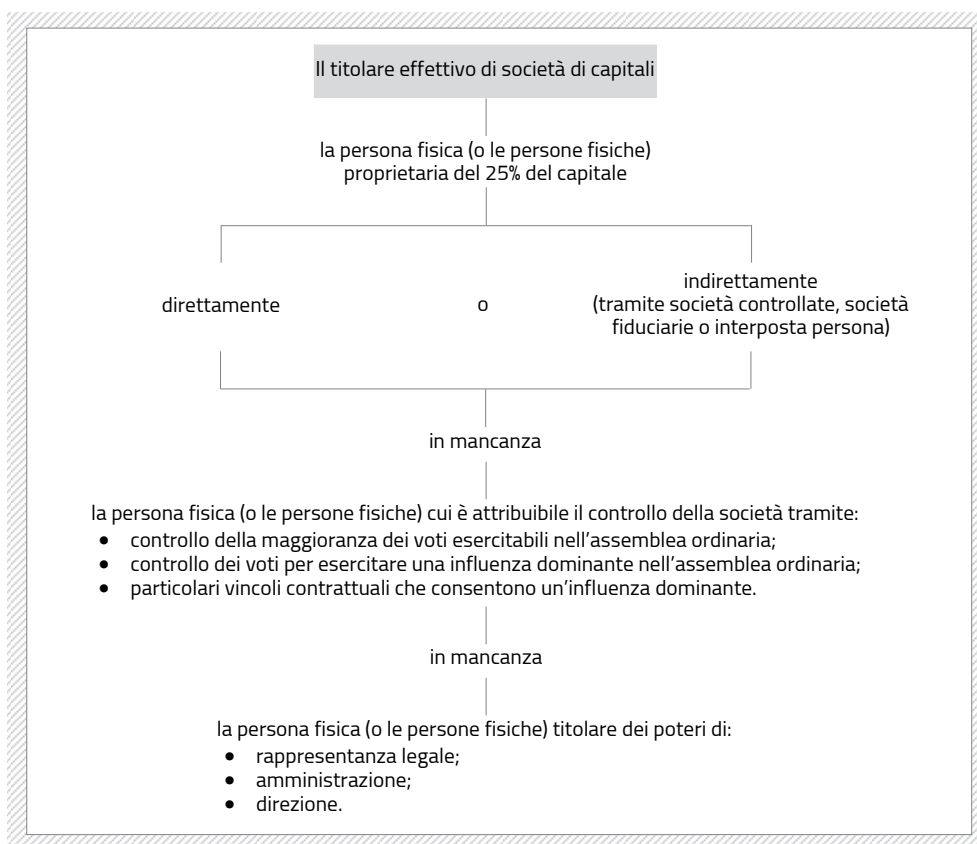 Il titolare effettivo di società di capitali
la persona fisica (o le persone fisiche)
proprietaria del 25% del capitale
direttamente
o
indirettamente
(tramite società controllate, società
fiduciarie o interposta persona)
in mancanza
la persona fisica (o le persone fisiche) cui è attribuibile il controllo della società tramite:
• controllo della maggioranza dei voti esercitabili nell'assemblea ordinaria;
• controllo dei voti per esercitare una influenza dominante nell'assemblea ordinaria;
• particolari vincoli contrattuali che consentono un'influenza dominante.
in mancanza
la persona fisica (o le persone fisiche) titolare dei poteri di:
• rappresentanza legale;
• amministrazione;
• direzione.